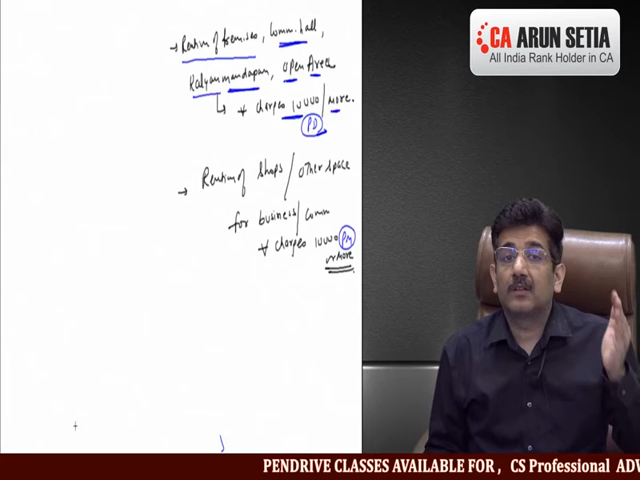 CA ARUN SETIA
All India Rank Holder in CA
→ Renting of premises, Comm. hall,
Kalyanmandapam, open Area
↳ * charges 10000/more.
PD
→ Renting of shops/other space
for business/comm
* charges 10000 PM
or more
PENDRIVE CLASSES AVAILABLE FOR , CS Professional ADV